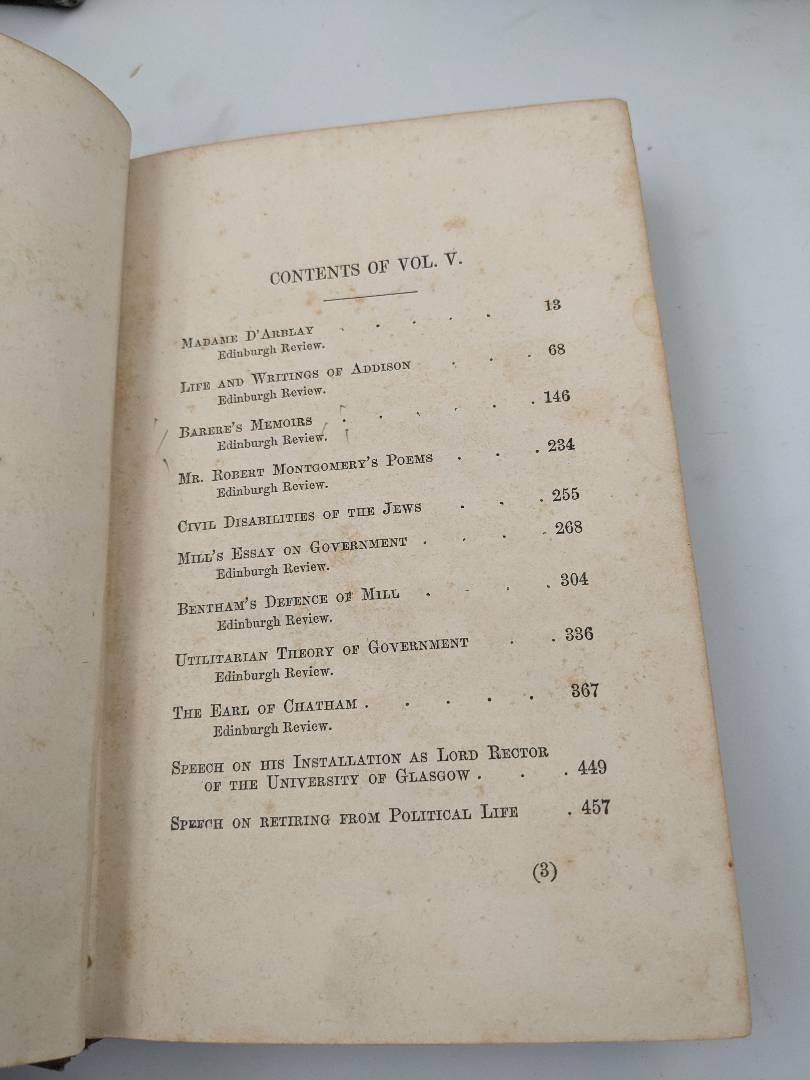 CONTENTS OF VOL. V.
MADAME D'ARBLAY . . . . . 13
Edinburgh Review.
LIFE AND WRITINGS OF ADDISON . . . 68
Edinburgh Review.
BARERE'S MEMOIRS . . . . . . 146
Edinburgh Review.
MR. ROBERT MONTGOMERY'S POEMS . . . 234
Edinburgh Review.
CIVIL DISABILITIES OF THE JEWS . . . 255
MILL'S ESSAY ON GOVERNMENT . . . . 268
Edinburgh Review.
BENTHAM'S DEFENCE OF MILL . . . . 304
Edinburgh Review.
UTILITARIAN THEORY OF GOVERNMENT . . 336
Edinburgh Review.
THE EARL OF CHATHAM . . . . . 367
Edinburgh Review.
SPEECH ON HIS INSTALLATION AS LORD RECTOR
OF THE UNIVERSITY OF GLASGOW . . . 449
SPEECH ON RETIRING FROM POLITICAL LIFE . 457
(3)